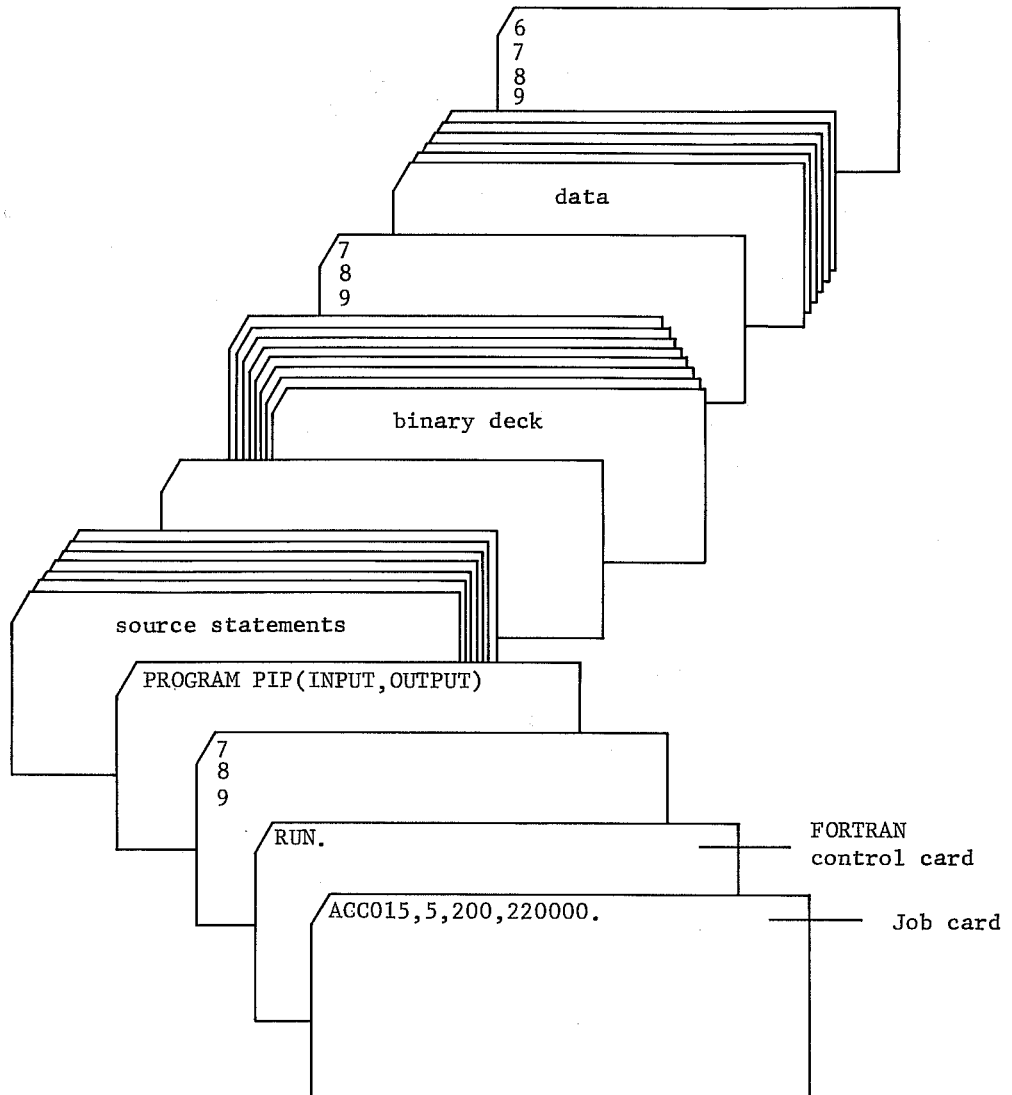 6
7
8
9
data
7
8
9
binary deck
source statements
PROGRAM PIP(INPUT,OUTPUT)
7
8
9
RUN.
FORTRAN
control card
ACC015,5,200,220000.
Job card